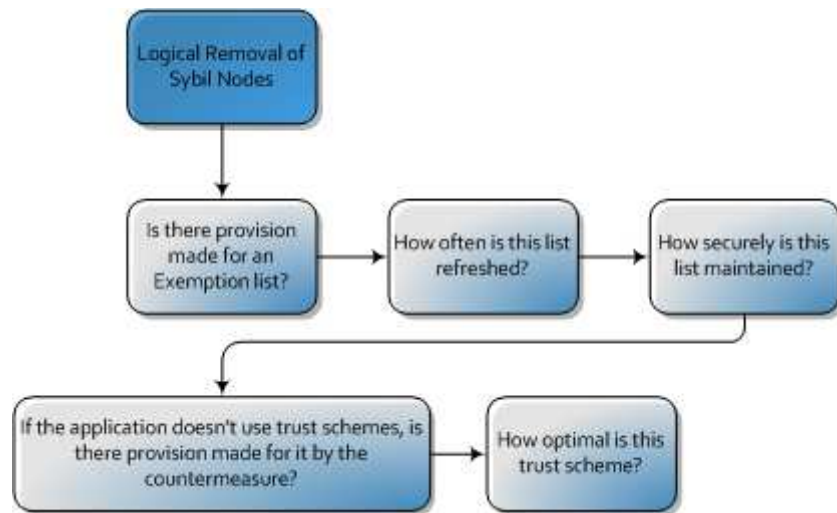 Logical Removal of
Sybil Nodes
Is there provision
made for an
Exemption list?
How often is this list
refreshed?
How securely is this
list maintained?
If the application doesn't use trust schemes, is
there provision made for it by the
countermeasure?
How optimal is this
trust scheme?